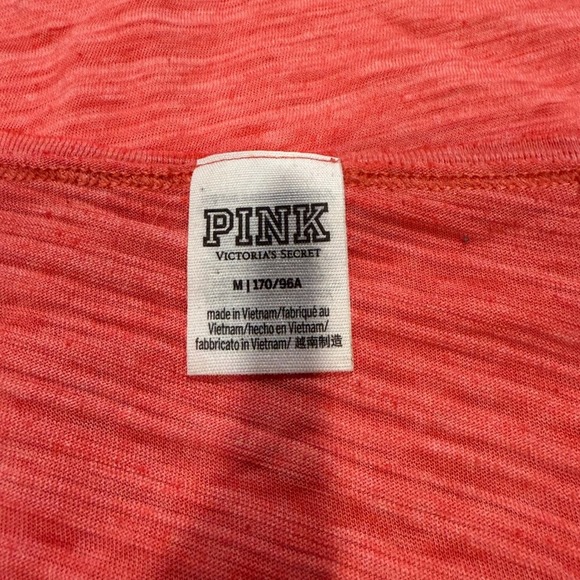 PINK
VICTORIA'S SECRET
M | 170/96A
made in Vietnam/fabriqué au
Vietnam/hecho en Vietnam/
fabbricato in Vietnam/ 越南制造